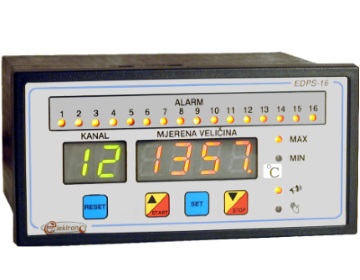 EDPS-16
ALARM
1 2 3 4 5 6 7 8 9 10 11 12 13 14 15 16
KANAL MJERENA VELIČINA
12 1357.
MAX
MIN
°C
RESET START SET STOP
elektron